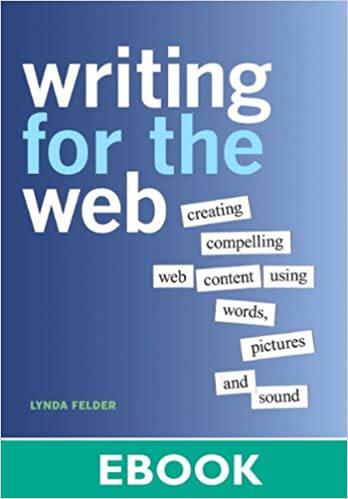 writing
for the
web
creating
compelling
web content using
words,
pictures
and
sound
LYNDA FELDER
EBOOK